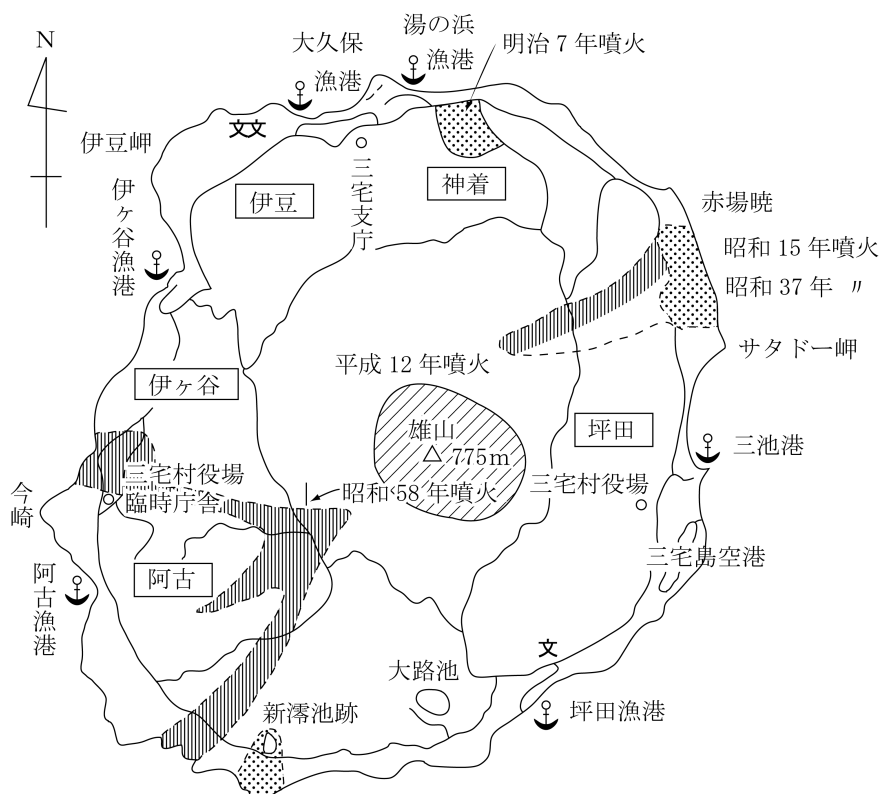 N
湯の浜
漁港
大久保
漁港
明治7年噴火
伊豆岬
文文
三宅支庁
伊豆
神着
伊ヶ谷漁港
赤場暁
昭和15年噴火
昭和37年 〃
サタドー岬
平成12年噴火
伊ヶ谷
雄山
775m
坪田
三池港
三宅村役場
臨時庁舎
昭和58年噴火
三宅村役場
今崎
三宅島空港
阿古
阿古漁港
文
大路池
新澪池跡
坪田漁港